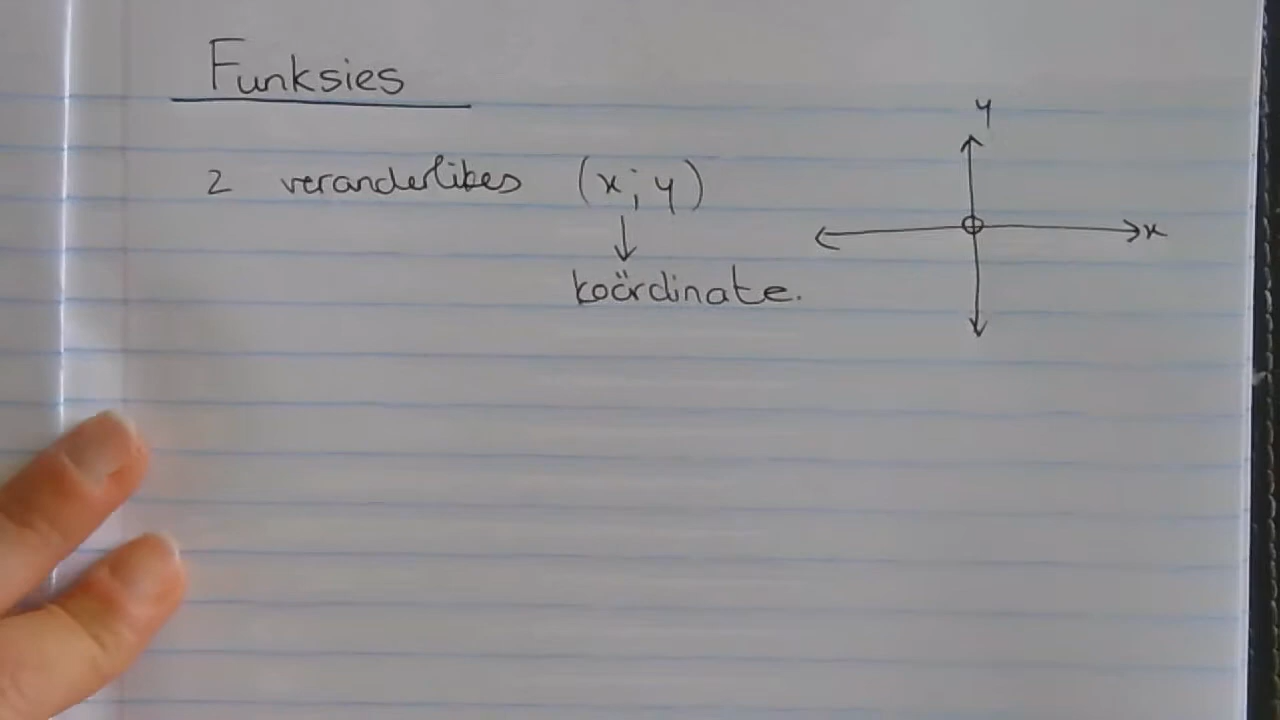 Funksies
2 veranderlikes (x; y)
koördinate.
y
x